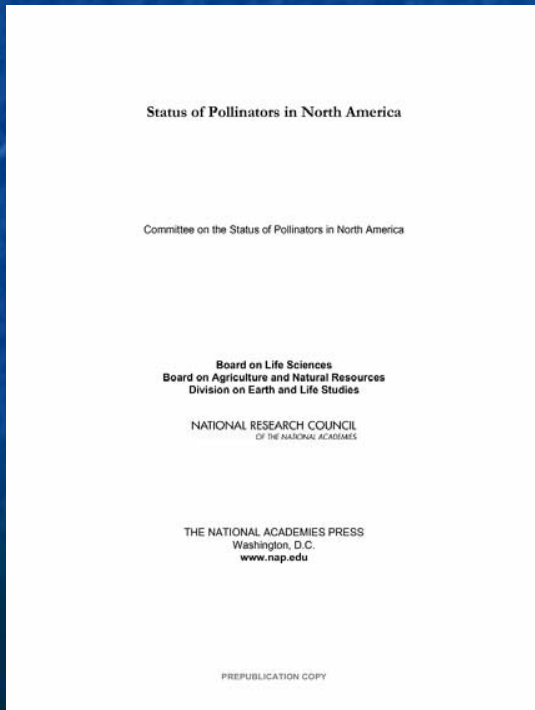 Status of Pollinators in North America
Committee on the Status of Pollinators in North America
Board on Life Sciences
Board on Agriculture and Natural Resources
Division on Earth and Life Studies
NATIONAL RESEARCH COUNCIL
OF THE NATIONAL ACADEMIES
THE NATIONAL ACADEMIES PRESS
Washington, D.C.
www.nap.edu
PREPUBLICATION COPY